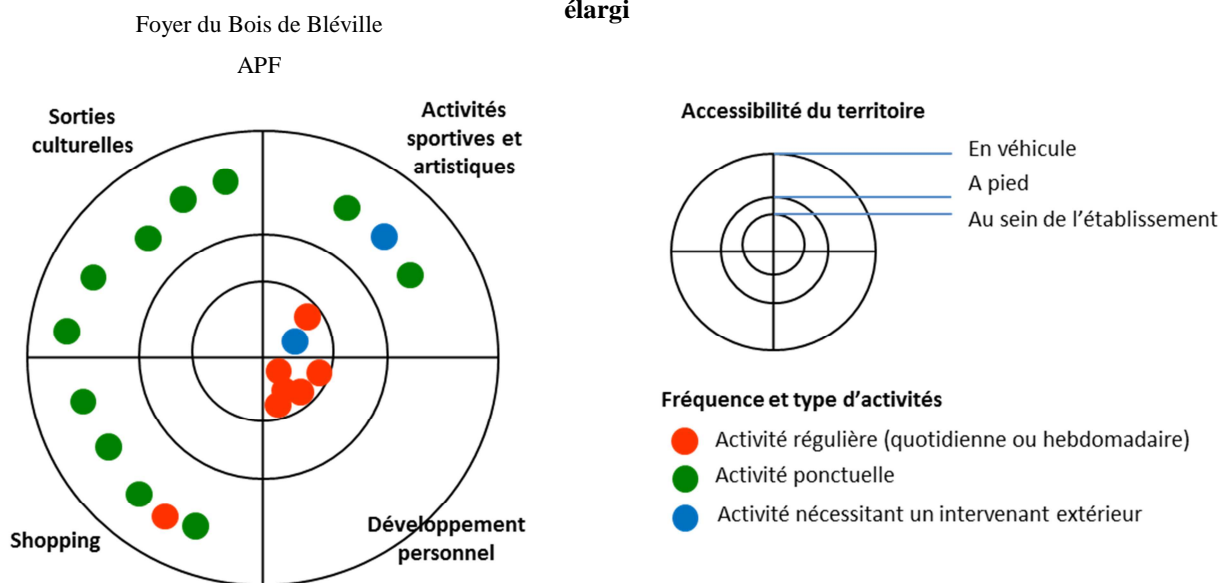 élargi
Foyer du Bois de Bléville
APF
Sorties
culturelles
Activités
sportives et
artistiques
Shopping
Développement
personnel
Accessibilité du territoire
En véhicule
A pied
Au sein de l'établissement
Fréquence et type d'activités
Activité régulière (quotidienne ou hebdomadaire)
Activité ponctuelle
Activité nécessitant un intervenant extérieur